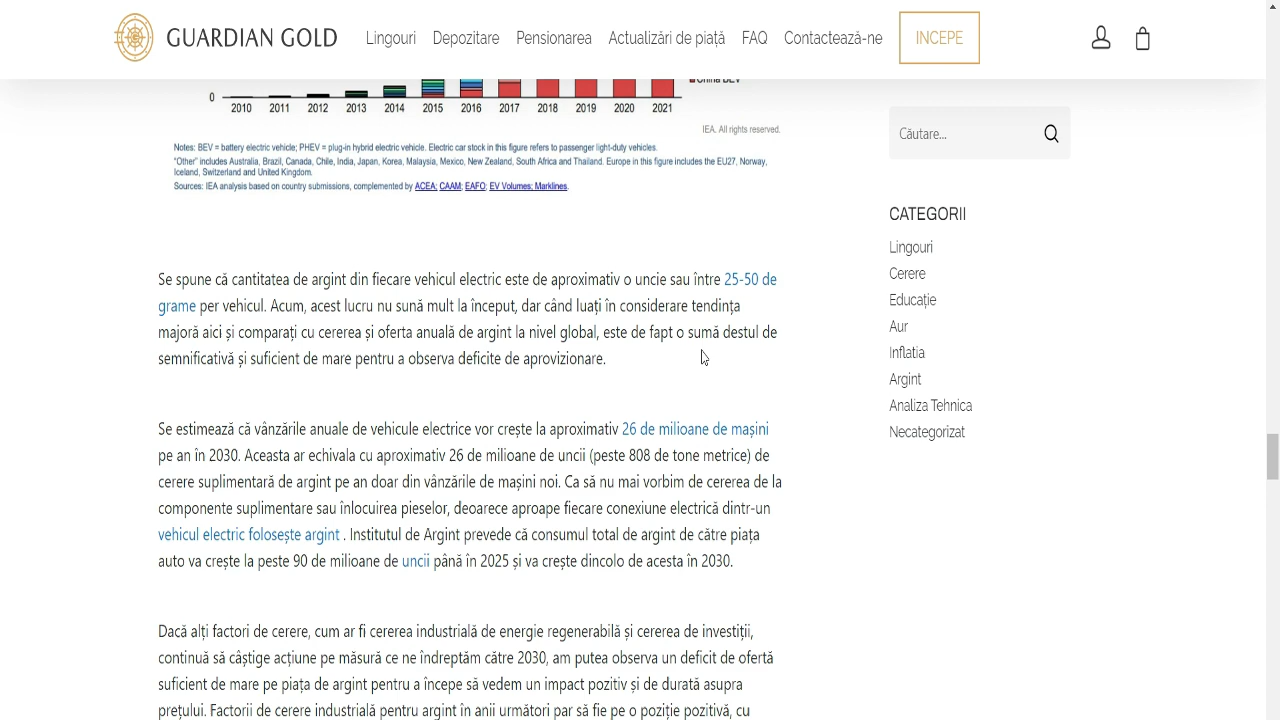 GUARDIAN GOLD
Lingouri Depozitare Pensionarea Actualizări de piață FAQ Contactează-ne INCEPE
China BEV
0
2010 2011 2012 2013 2014 2015 2016 2017 2018 2019 2020 2021
IEA. All rights reserved.
Notes: BEV = battery electric vehicle; PHEV = plug-in hybrid electric vehicle. Electric car stock in this figure refers to passenger light-duty vehicles.
"Other" includes Australia, Brazil, Canada, Chile, India, Japan, Korea, Malaysia, Mexico, New Zealand, South Africa and Thailand. Europe in this figure includes the EU27, Norway,
Iceland, Switzerland and United Kingdom.
Sources: IEA analysis based on country submissions, complemented by ACEA; CAAM; EAFO; EV Volumes; Marklines.
Se spune că cantitatea de argint din fiecare vehicul electric este de aproximativ o uncie sau între 25-50 de
grame per vehicul. Acum, acest lucru nu sună mult la început, dar când luați în considerare tendința
majoră aici și comparați cu cererea și oferta anuală de argint la nivel global, este de fapt o sumă destul de
semnificativă și suficient de mare pentru a observa deficite de aprovizionare.
Se estimează că vânzările anuale de vehicule electrice vor crește la aproximativ 26 de milioane de mașini
pe an în 2030. Aceasta ar echivala cu aproximativ 26 de milioane de uncii (peste 808 de tone metrice) de
cerere suplimentară de argint pe an doar din vânzările de mașini noi. Ca să nu mai vorbim de cererea de la
componente suplimentare sau înlocuirea pieselor, deoarece aproape fiecare conexiune electrică dintr-un
vehicul electric folosește argint . Institutul de Argint prevede că consumul total de argint de către piața
auto va crește la peste 90 de milioane de uncii până în 2025 și va crește dincolo de acesta în 2030.
Dacă alți factori de cerere, cum ar fi cererea industrială de energie regenerabilă și cererea de investiții,
continuă să câștige acțiune pe măsură ce ne îndreptăm către 2030, am putea observa un deficit de ofertă
suficient de mare pe piața de argint pentru a începe să vedem un impact pozitiv și de durată asupra
prețului. Factorii de cerere industrială pentru argint în anii următori par să fie pe o poziție pozitivă, cu
Căutare...
CATEGORII
Lingouri
Cerere
Educație
Aur
Inflatia
Argint
Analiza Tehnica
Necategorizat